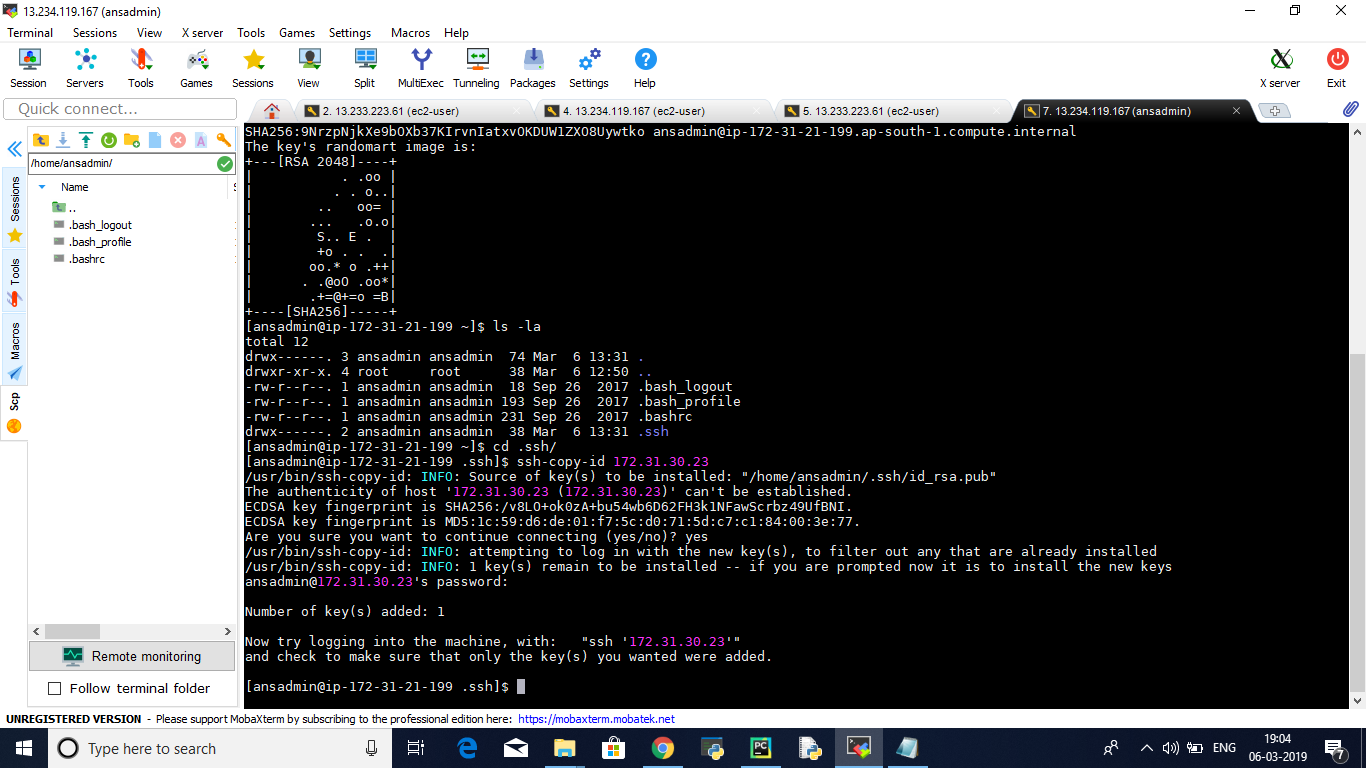 13.234.119.167 (ansadmin)
Terminal Sessions View X server Tools Games Settings Macros Help
Session Servers Tools Games Sessions View Split MultiExec Tunneling Packages Settings Help X server Exit
Quick connect...
2. 13.233.223.61 (ec2-user)
4. 13.234.119.167 (ec2-user)
5. 13.233.223.61 (ec2-user)
7. 13.234.119.167 (ansadmin)
/home/ansadmin/
Name
..
.bash_logout
.bash_profile
.bashrc
Sessions
Tools
Macros
Scp
Remote monitoring
Follow terminal folder
SHA256:9NrzpNjkXe9bOXb37KIrvnIatxvOKDUW1ZXO8Uywtko ansadmin@ip-172-31-21-199.ap-south-1.compute.internal
The key's randomart image is:
+---[RSA 2048]----+
|           . .oo |
|          . . o..|
|        ..   oo= |
|       ...   .o.o|
|        S.. E .  |
|        +o . .  .|
|       oo.* o .++|
|      . .@oO .oo*|
|       .+=@+=o =B|
+----[SHA256]-----+
[ansadmin@ip-172-31-21-199 ~]$ ls -la
total 12
drwx------. 3 ansadmin ansadmin  74 Mar  6 13:31 .
drwxr-xr-x. 4 root     root      38 Mar  6 12:50 ..
-rw-r--r--. 1 ansadmin ansadmin  18 Sep 26  2017 .bash_logout
-rw-r--r--. 1 ansadmin ansadmin 193 Sep 26  2017 .bash_profile
-rw-r--r--. 1 ansadmin ansadmin 231 Sep 26  2017 .bashrc
drwx------. 2 ansadmin ansadmin  38 Mar  6 13:31 .ssh
[ansadmin@ip-172-31-21-199 ~]$ cd .ssh/
[ansadmin@ip-172-31-21-199 .ssh]$ ssh-copy-id 172.31.30.23
/usr/bin/ssh-copy-id: INFO: Source of key(s) to be installed: "/home/ansadmin/.ssh/id_rsa.pub"
The authenticity of host '172.31.30.23 (172.31.30.23)' can't be established.
ECDSA key fingerprint is SHA256:/v8LO+ok0zA+bu54wb6D62FH3k1NFawScrbz49UfBNI.
ECDSA key fingerprint is MD5:1c:59:d6:de:01:f7:5c:d0:71:5d:c7:c1:84:00:3e:77.
Are you sure you want to continue connecting (yes/no)? yes
/usr/bin/ssh-copy-id: INFO: attempting to log in with the new key(s), to filter out any that are already installed
/usr/bin/ssh-copy-id: INFO: 1 key(s) remain to be installed -- if you are prompted now it is to install the new keys
ansadmin@172.31.30.23's password:
Number of key(s) added: 1
Now try logging into the machine, with:   "ssh '172.31.30.23'"
and check to make sure that only the key(s) you wanted were added.
[ansadmin@ip-172-31-21-199 .ssh]$
UNREGISTERED VERSION - Please support MobaXterm by subscribing to the professional edition here: https://mobaxterm.mobatek.net
Type here to search
ENG
19:04
06-03-2019
7